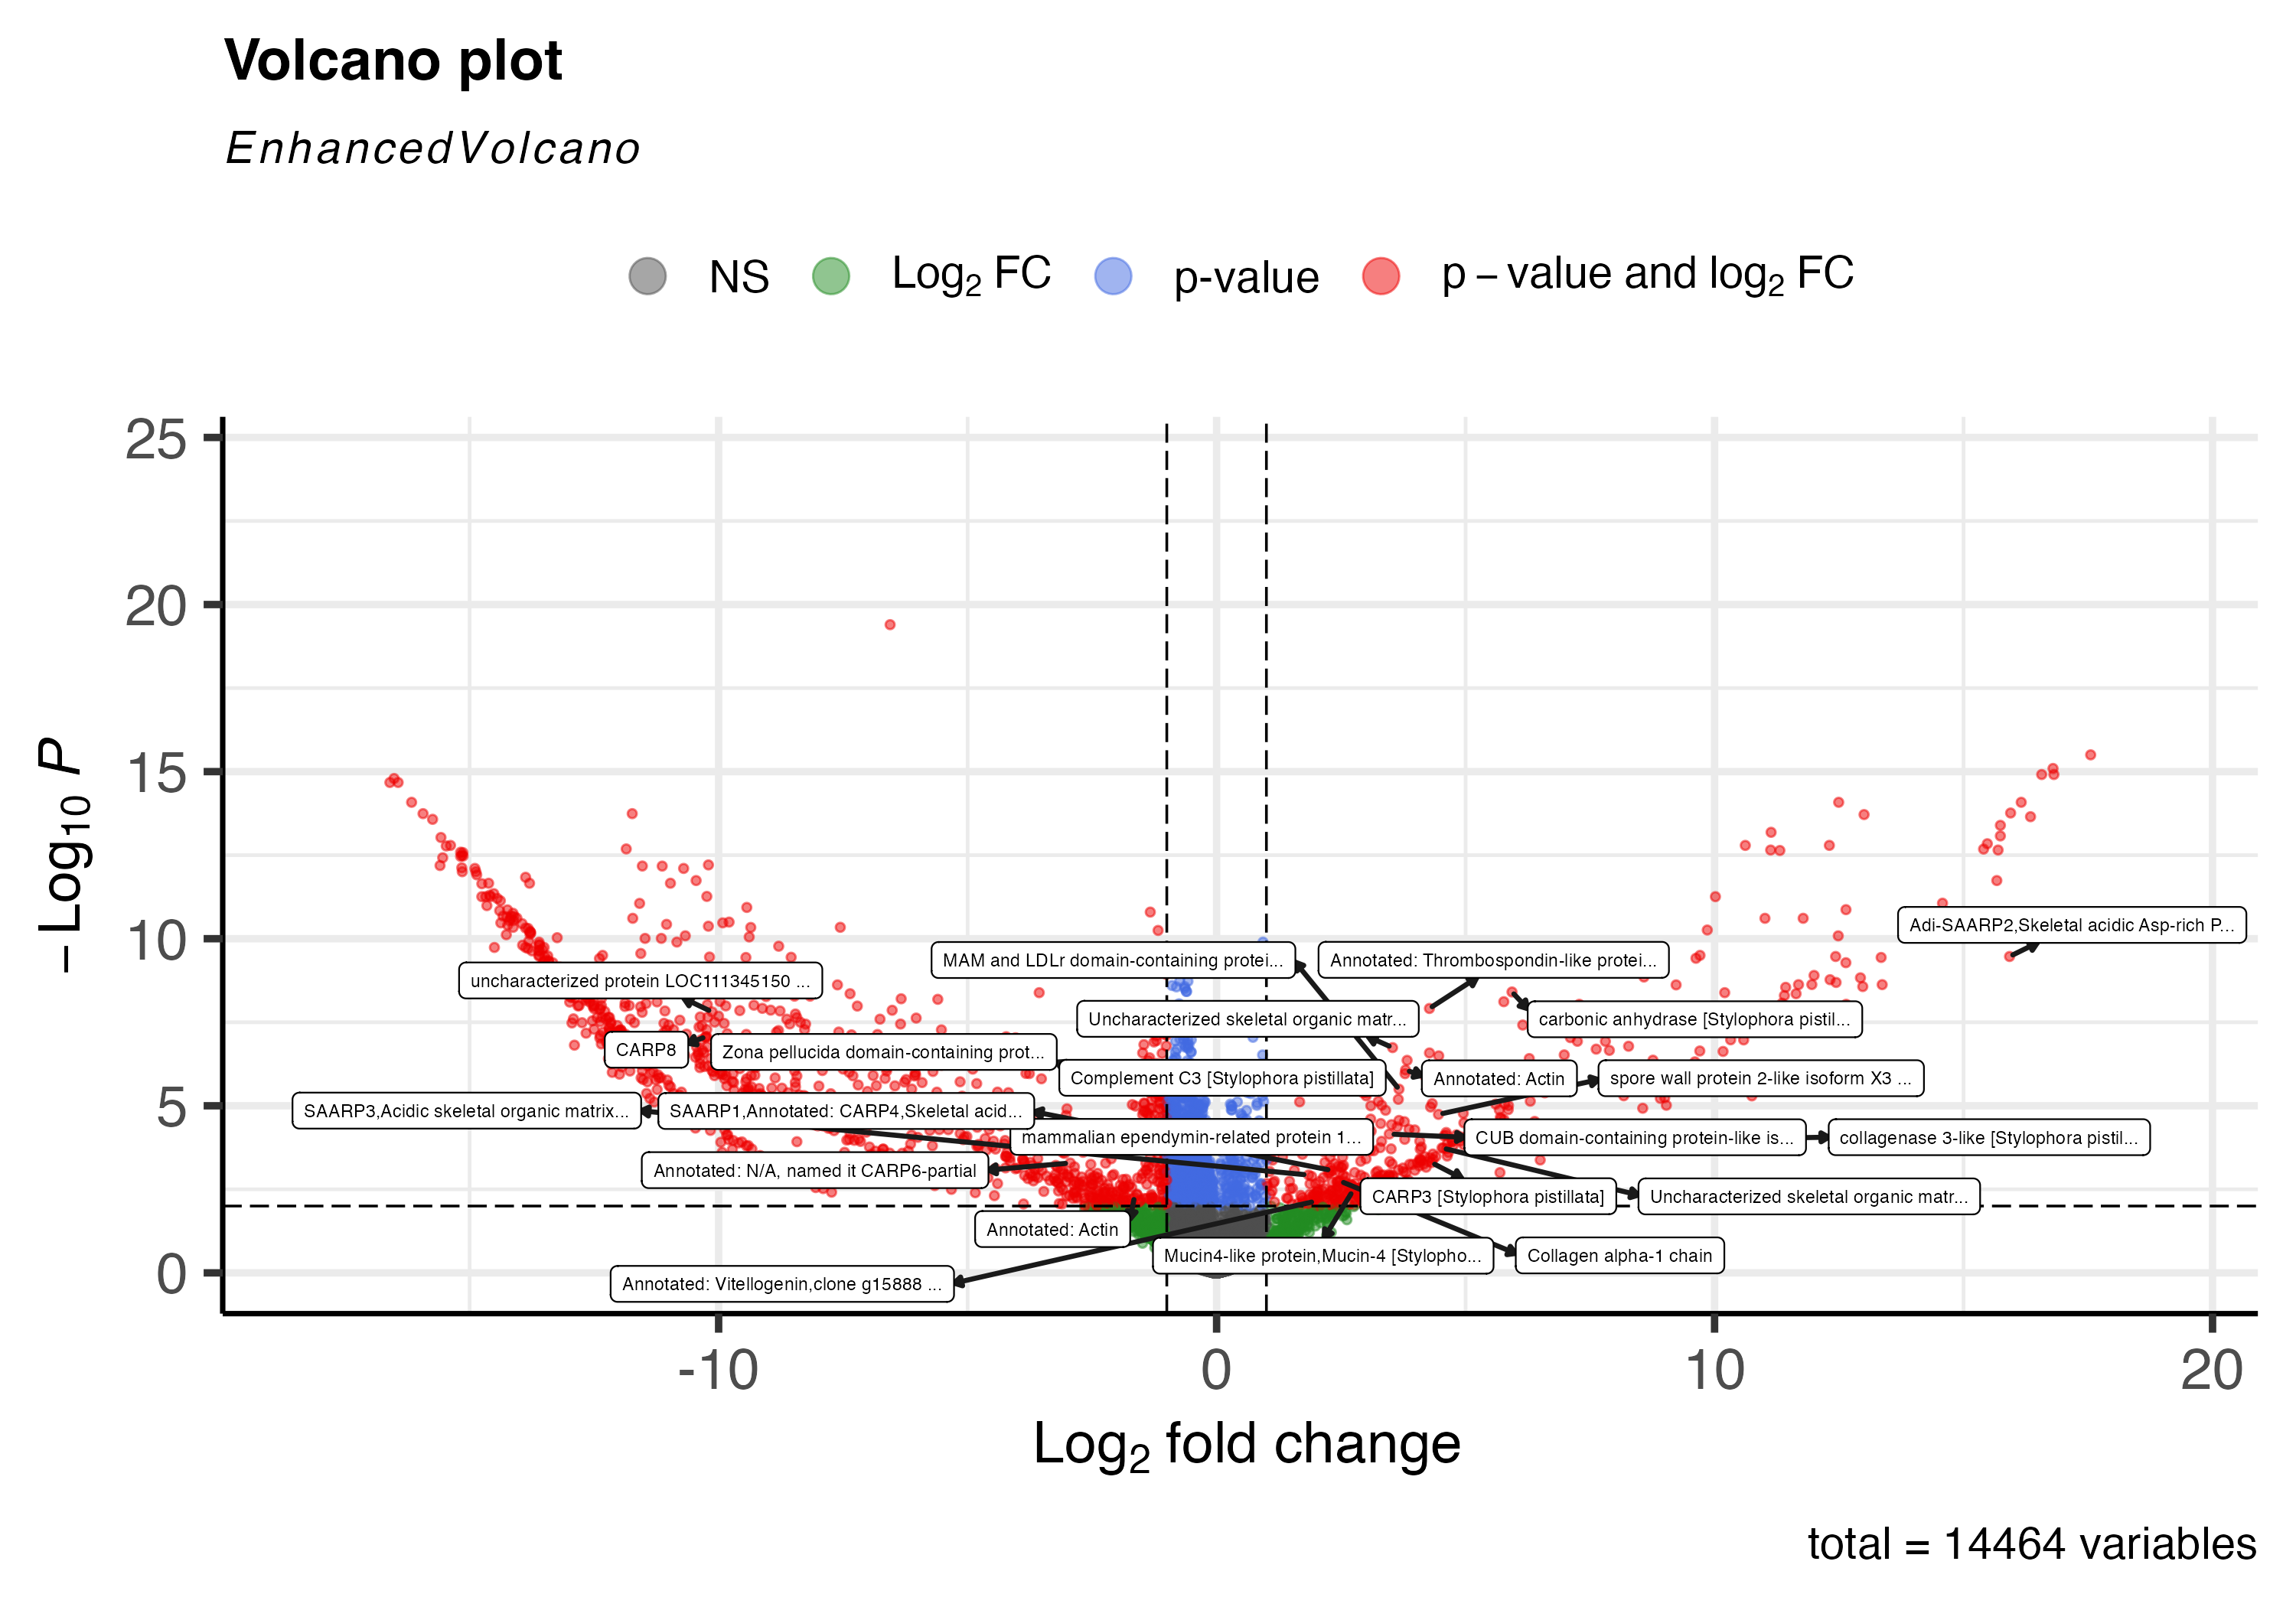 Volcano plot
EnhancedVolcano
NS Log2 FC p-value p – value and log2 FC
25
20
15
10
5
0
–Log10 P
Adi-SAARP2,Skeletal acidic Asp-rich P...
MAM and LDLr domain-containing protei...
Annotated: Thrombospondin-like protei...
uncharacterized protein LOC111345150 ...
Uncharacterized skeletal organic matr...
carbonic anhydrase [Stylophora pistil...
CARP8
Zona pellucida domain-containing prot...
Complement C3 [Stylophora pistillata]
Annotated: Actin
spore wall protein 2-like isoform X3 ...
SAARP3,Acidic skeletal organic matrix...
SAARP1,Annotated: CARP4,Skeletal acid...
mammalian ependymin-related protein 1...
CUB domain-containing protein-like is...
collagenase 3-like [Stylophora pistil...
Annotated: N/A, named it CARP6-partial
CARP3 [Stylophora pistillata]
Uncharacterized skeletal organic matr...
Annotated: Actin
Mucin4-like protein,Mucin-4 [Stylopho...
Collagen alpha-1 chain
Annotated: Vitellogenin,clone g15888 ...
-10 0 10 20
Log2 fold change
total = 14464 variables